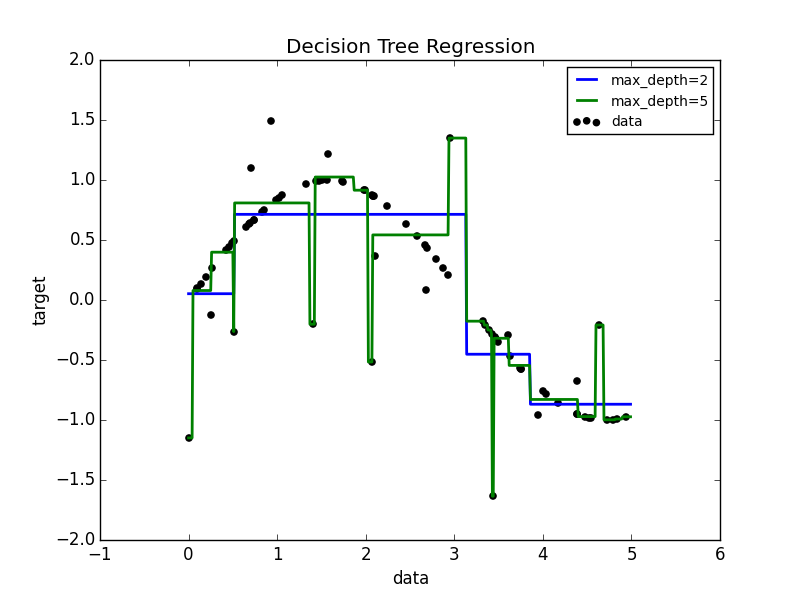 Decision Tree Regression
max_depth=2
max_depth=5
data
2.0
1.5
1.0
0.5
0.0
−0.5
−1.0
−1.5
−2.0
target
−1 0 1 2 3 4 5 6
data